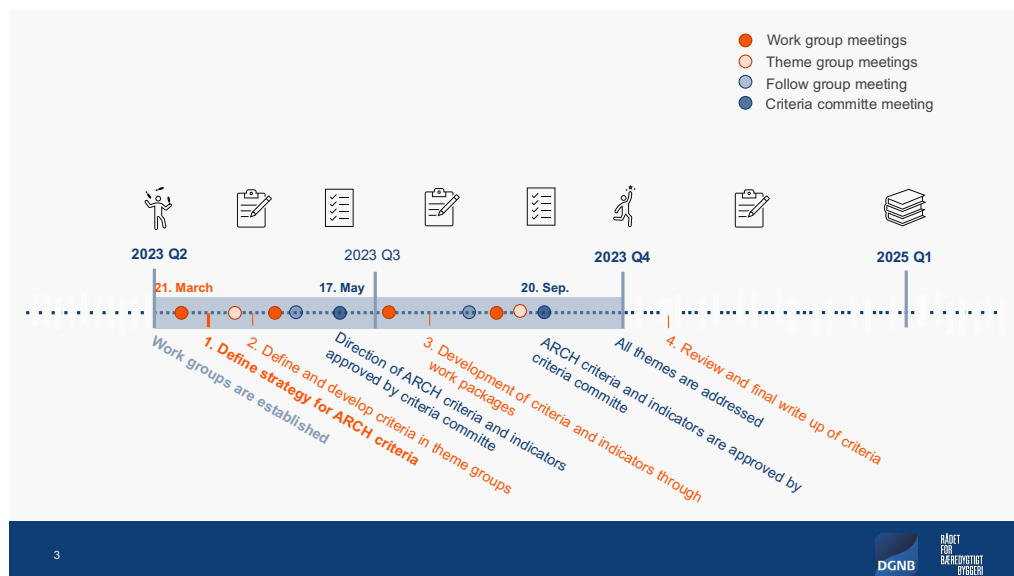 Work group meetings
Theme group meetings
Follow group meeting
Criteria committe meeting
2023 Q2
2023 Q3
2023 Q4
2025 Q1
21. March
17. May
20. Sep.
Work groups are established
1. Define strategy for ARCH criteria
2. Define and develop criteria in theme groups
Direction of ARCH criteria and indicators
approved by criteria committe
3. Development of criteria and indicators through
work packages
ARCH criteria and indicators are approved by
criteria committe
All themes are addressed
4. Review and final write up of criteria
3
DGNB
RÅDET
FOR
BÆREDYGTIGT
BYGGERI